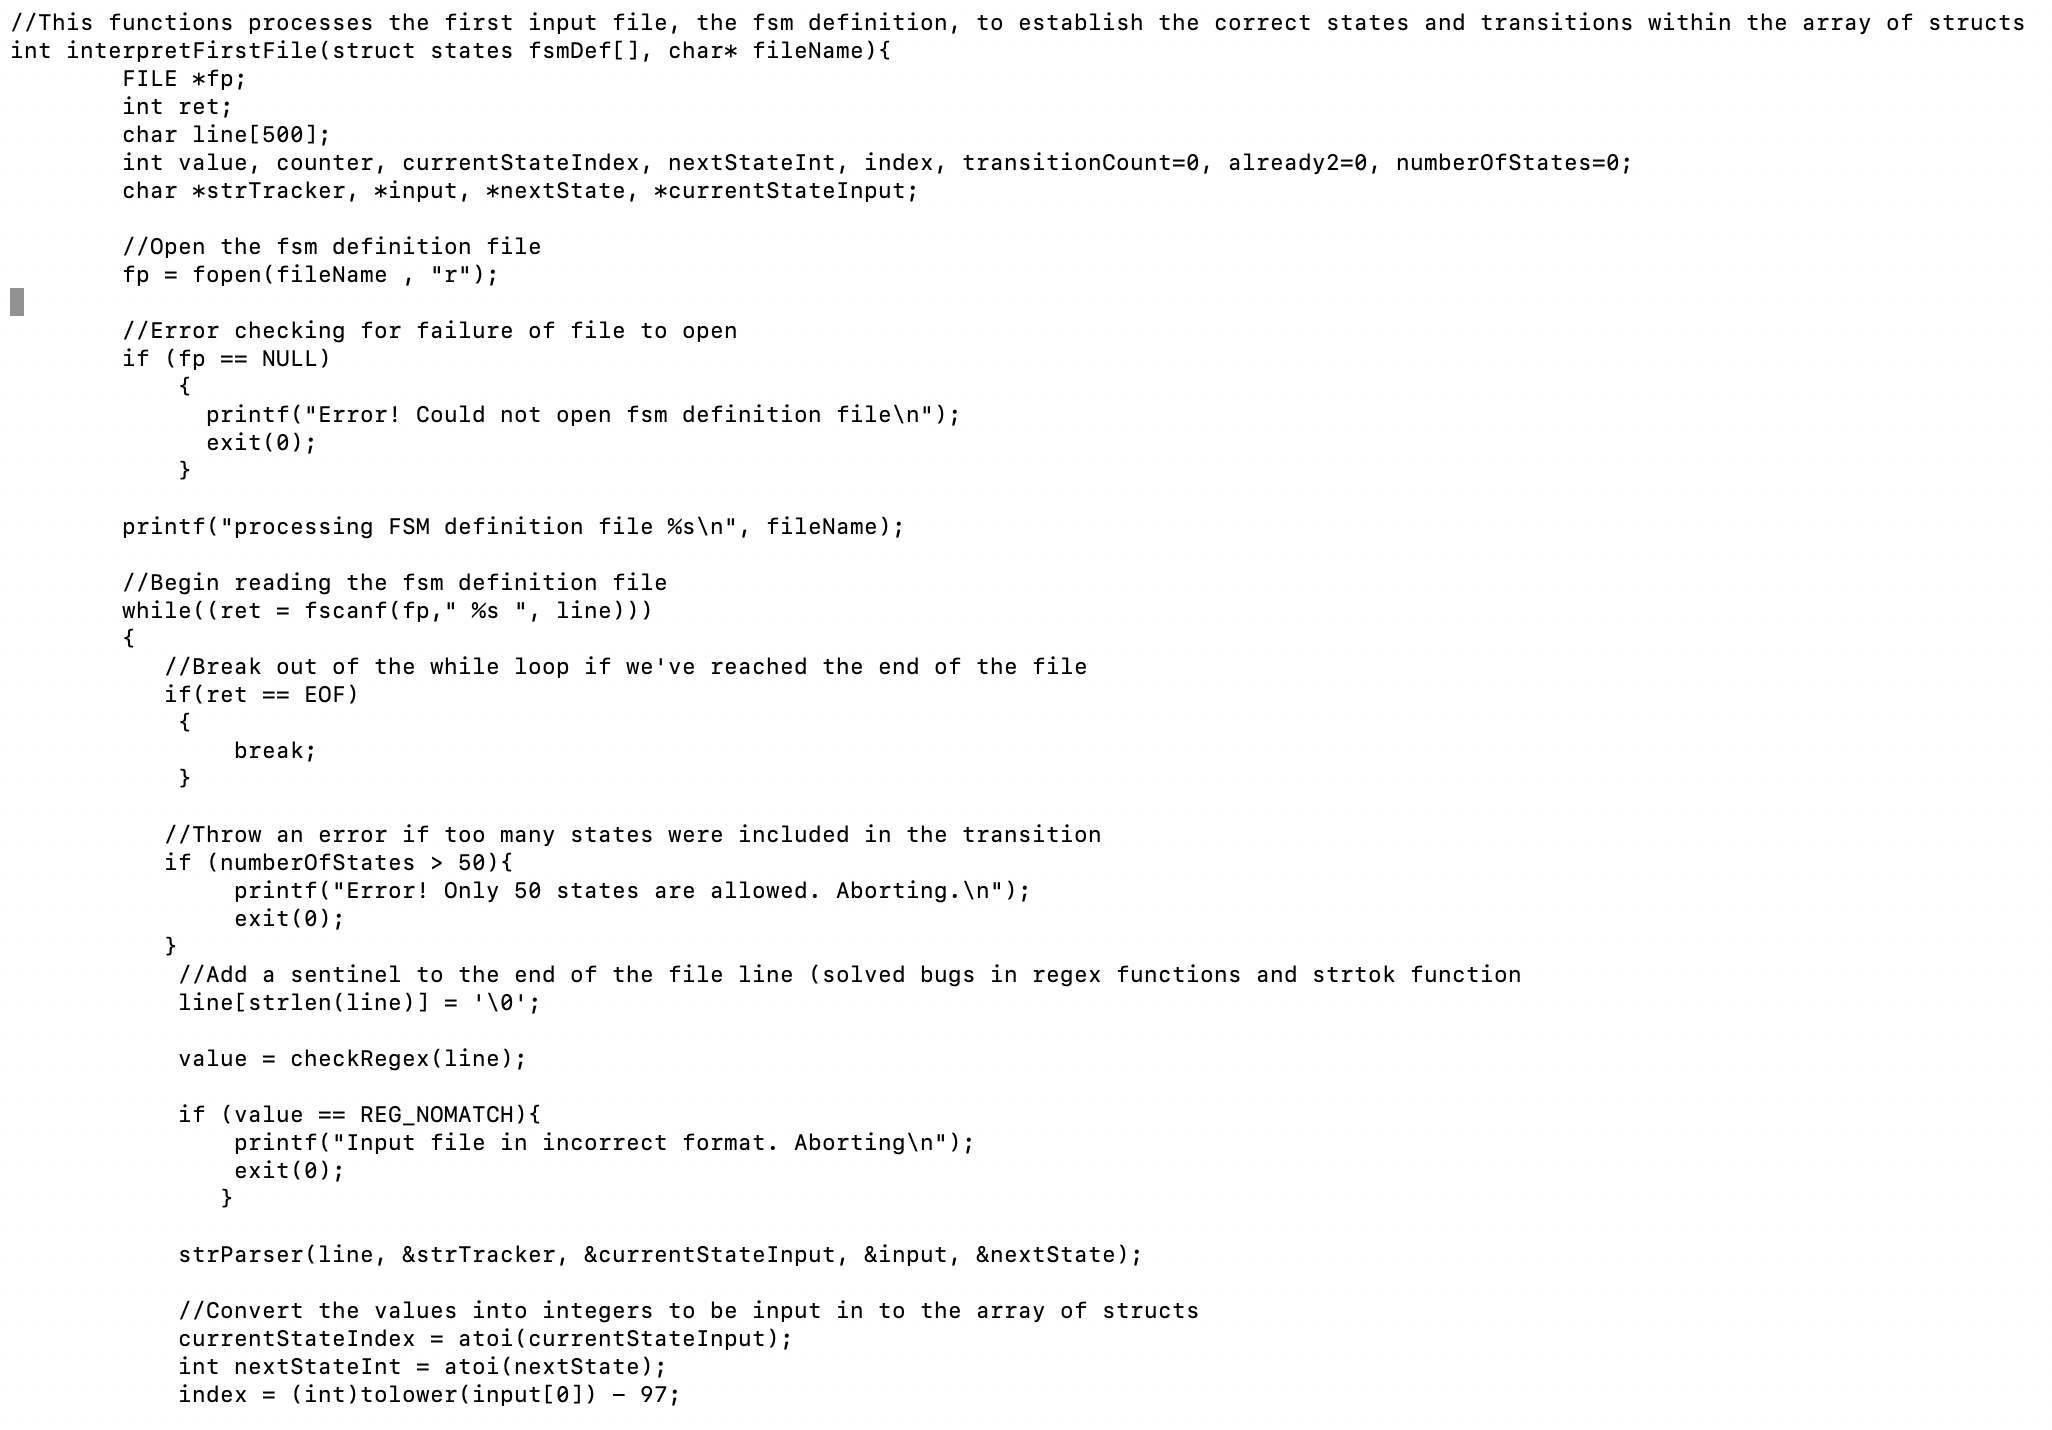 //This functions processes the first input file, the fsm definition, to establish the correct states and transitions within the array of structs
int interpretFirstFile(struct states fsmDef[], char* fileName){
        FILE *fp;
        int ret;
        char line[500];
        int value, counter, currentStateIndex, nextStateInt, index, transitionCount=0, already2=0, numberOfStates=0;
        char *strTracker, *input, *nextState, *currentStateInput;

        //Open the fsm definition file
        fp = fopen(fileName , "r");

        //Error checking for failure of file to open
        if (fp == NULL)
            {
              printf("Error! Could not open fsm definition file\n");
              exit(0);
            }

        printf("processing FSM definition file %s\n", fileName);

        //Begin reading the fsm definition file
        while((ret = fscanf(fp," %s ", line)))
        {
           //Break out of the while loop if we've reached the end of the file
           if(ret == EOF)
            {
                break;
            }

           //Throw an error if too many states were included in the transition
           if (numberOfStates > 50){
                printf("Error! Only 50 states are allowed. Aborting.\n");
                exit(0);
           }
            //Add a sentinel to the end of the file line (solved bugs in regex functions and strtok function
            line[strlen(line)] = '\0';

            value = checkRegex(line);

            if (value == REG_NOMATCH){
                printf("Input file in incorrect format. Aborting\n");
                exit(0);
               }

            strParser(line, &strTracker, &currentStateInput, &input, &nextState);

            //Convert the values into integers to be input in to the array of structs
            currentStateIndex = atoi(currentStateInput);
            int nextStateInt = atoi(nextState);
            index = (int)tolower(input[0]) - 97;